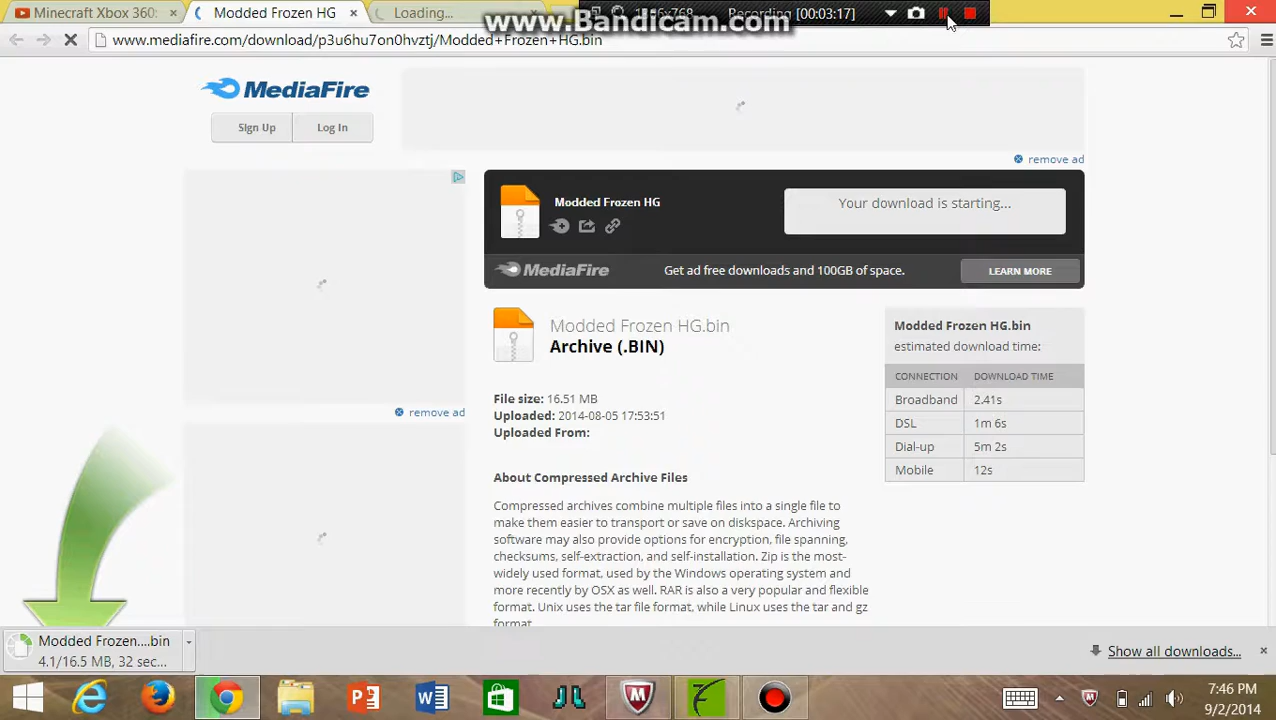 Minecraft Xbox 360:
Modded Frozen HG
Loading...
www.Bandicam.com
Recording [00:03:17]
www.mediafire.com/download/p3u6hu7on0hvztj/Modded+Frozen+HG.bin
MediaFire
Sign Up
Log In
remove ad
Modded Frozen HG
Your download is starting...
MediaFire
Get ad free downloads and 100GB of space.
LEARN MORE
Modded Frozen HG.bin
Archive (.BIN)
File size: 16.51 MB
Uploaded: 2014-08-05 17:53:51
Uploaded From:
About Compressed Archive Files
Compressed archives combine multiple files into a single file to
make them easier to transport or save on diskspace. Archiving
software may also provide options for encryption, file spanning,
checksums, self-extraction, and self-installation. Zip is the most-
widely used format, used by the Windows operating system and
more recently by OSX as well. RAR is also a very popular and flexible
format. Unix uses the tar file format, while Linux uses the tar and gz
format.
Modded Frozen HG.bin
estimated download time:
CONNECTION DOWNLOAD TIME
Broadband 2.41s
DSL 1m 6s
Dial-up 5m 2s
Mobile 12s
remove ad
Modded Frozen....bin
4.1/16.5 MB, 32 sec...
Show all downloads...
7:46 PM
9/2/2014